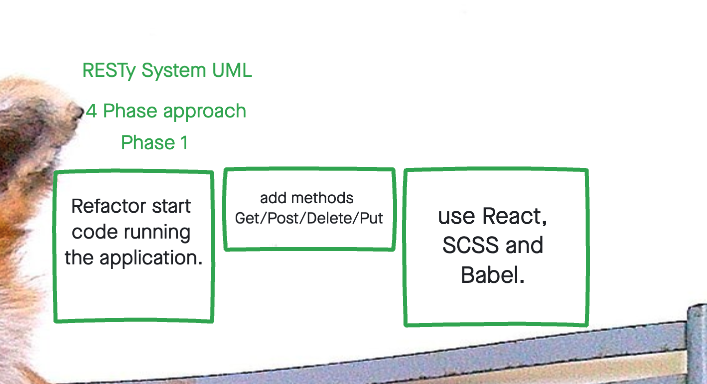 RESTy System UML
4 Phase approach
Phase 1
Refactor start
code running
the application.
add methods
Get/Post/Delete/Put
use React,
SCSS and
Babel.